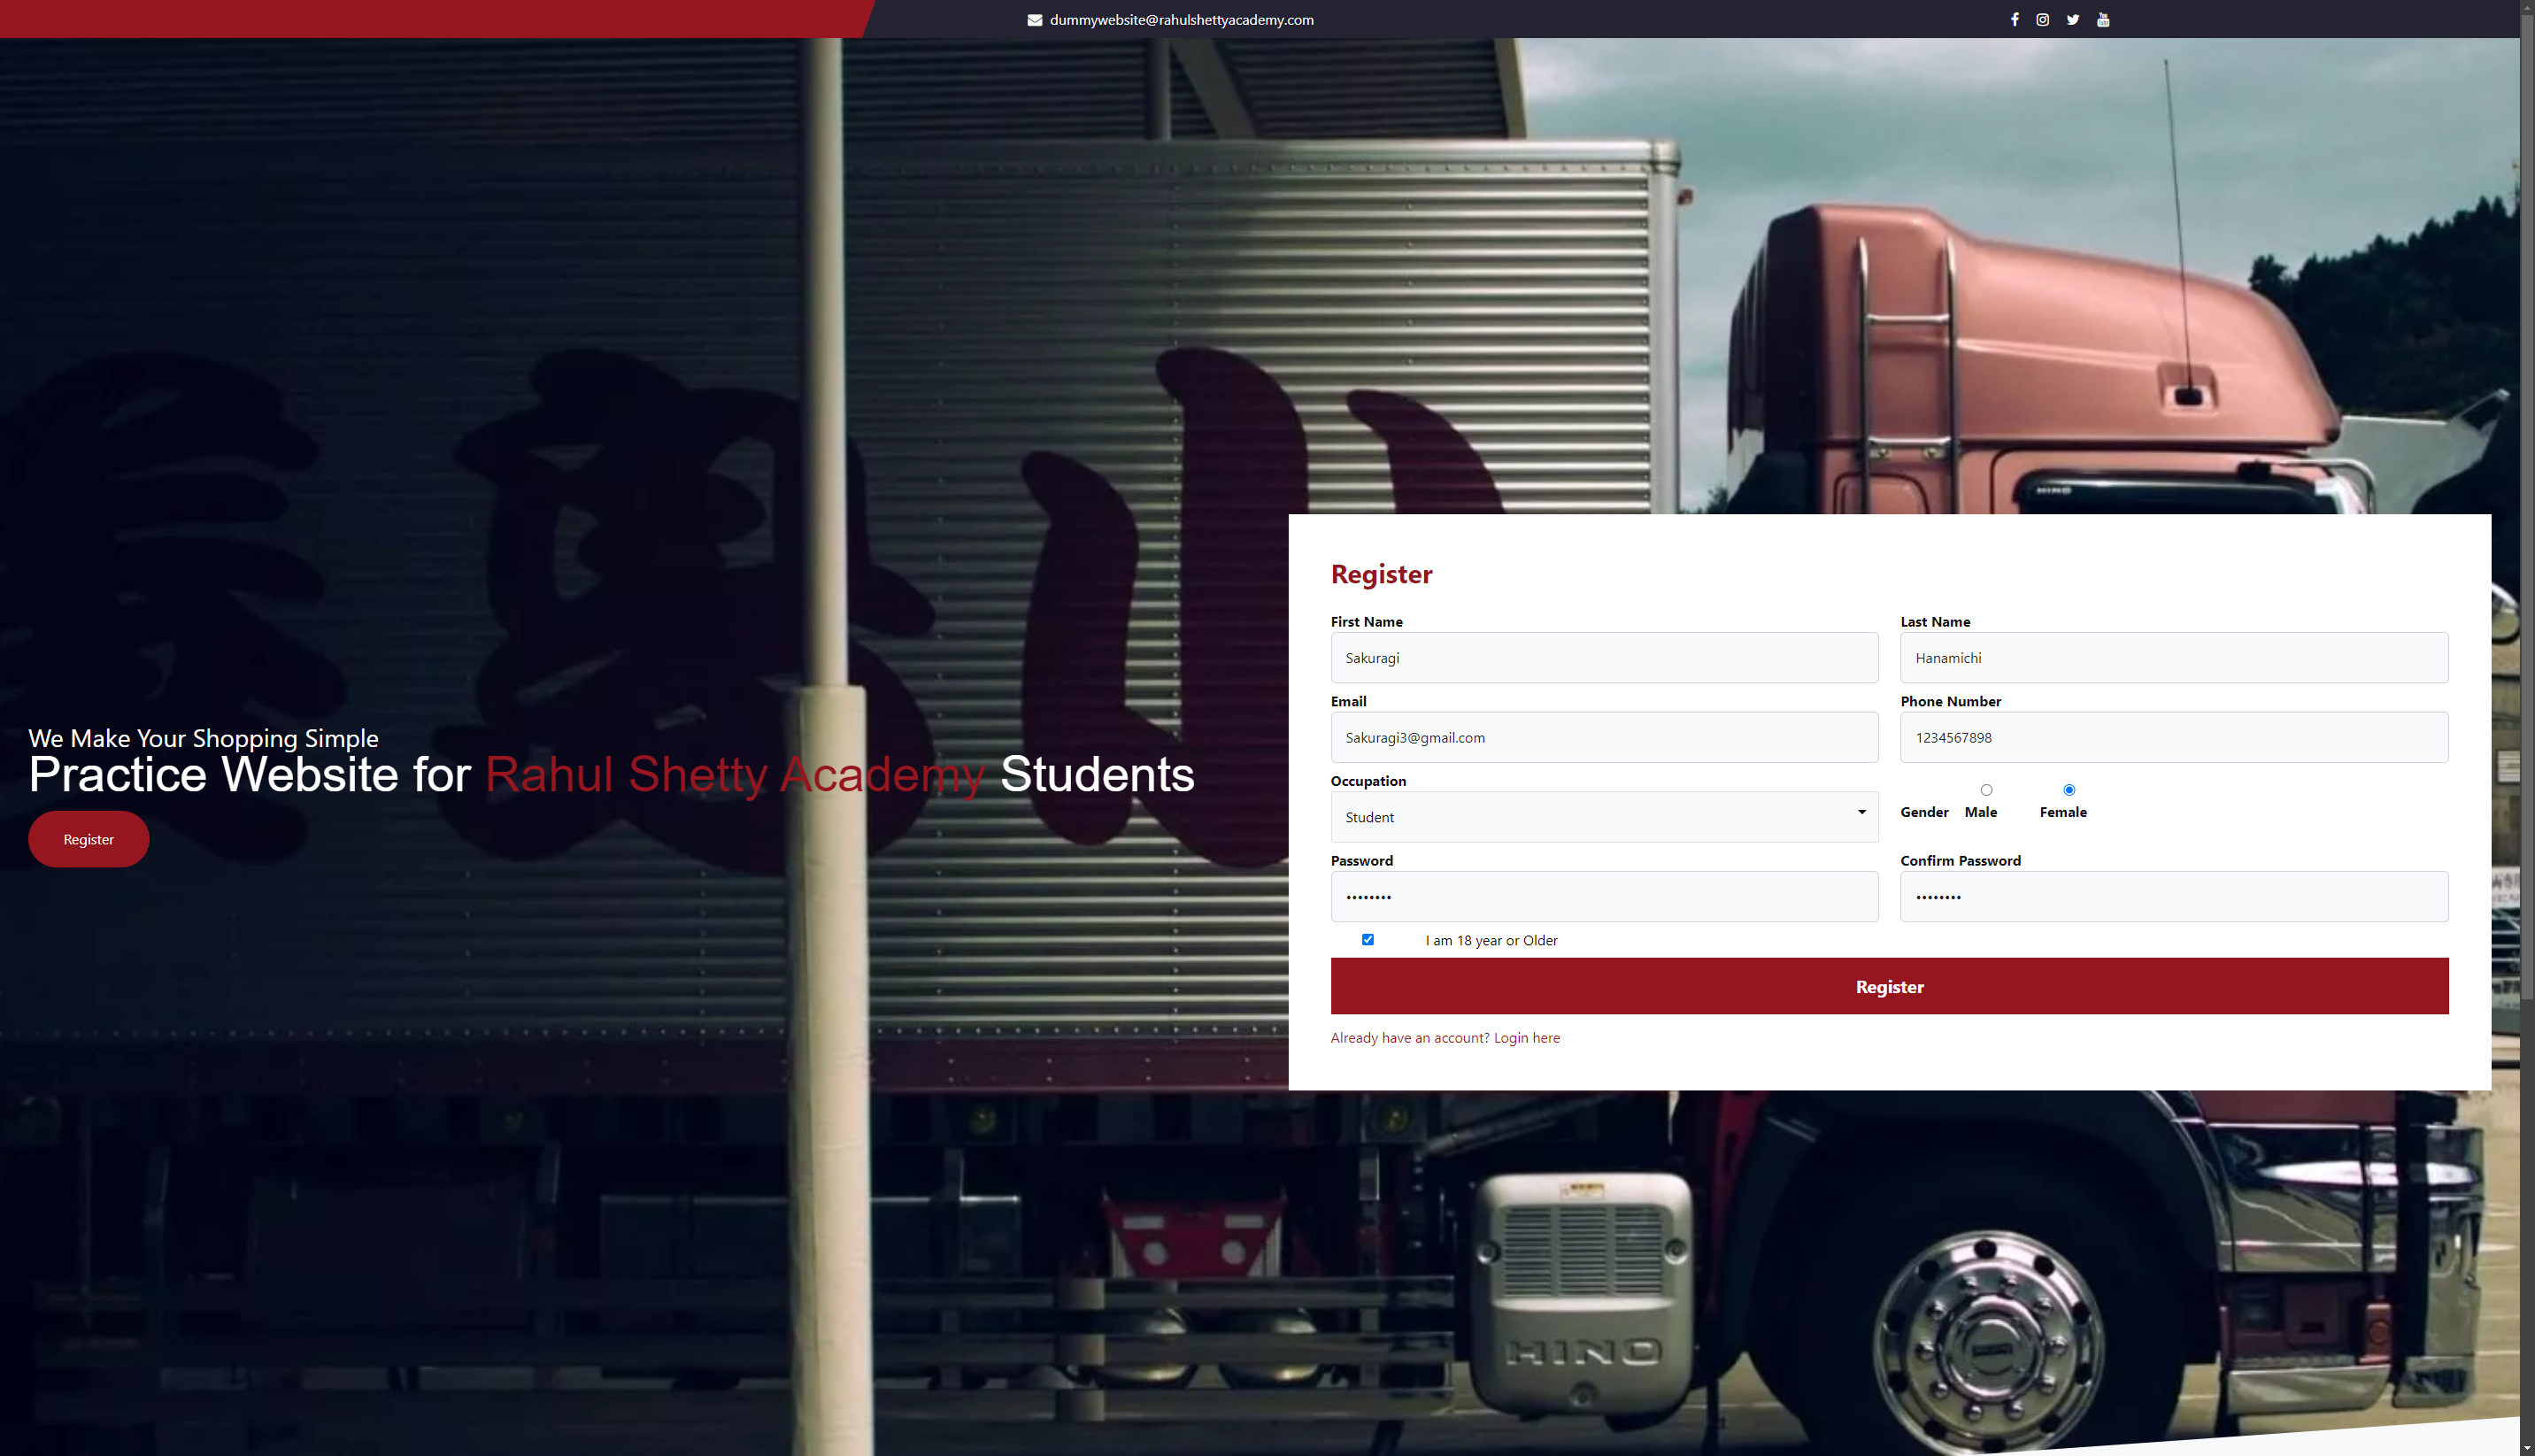 dummywebsite@rahulshettyacademy.com
We Make Your Shopping Simple
Practice Website for Rahul Shetty Academy Students
Register
Register
First Name
Last Name
Sakuragi
Hanamichi
Email
Phone Number
Sakuragi3@gmail.com
1234567898
Occupation
Student
Gender Male Female
Password
Confirm Password
••••••••
••••••••
I am 18 year or Older
Register
Already have an account? Login here
HINO
HINO